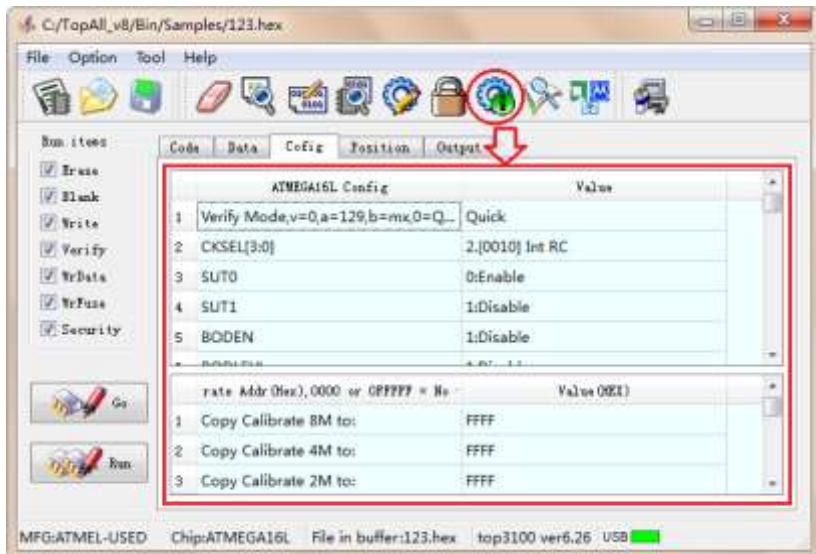 C:/TopAll_v8/Bin/Samples/123.hex
File Option Tool Help
Run items
Erase
Blank
Write
Verify
WrData
WrFuse
Security
Go
Run
Code Data Cofig Position Output
ATMEGA16L Config Value
1 Verify Mode,v=0,a=129,b=mx,0=Q... Quick
2 CKSEL[3:0] 2.[0010] Int RC
3 SUT0 0:Enable
4 SUT1 1:Disable
5 BODEN 1:Disable
rate Addr(Hex),0000 or 0FFFFF = No Value(HEX)
1 Copy Calibrate 8M to: FFFF
2 Copy Calibrate 4M to: FFFF
3 Copy Calibrate 2M to: FFFF
MFG:ATMEL-USED Chip:ATMEGA16L File in buffer:123.hex top3100 ver6.26 USB